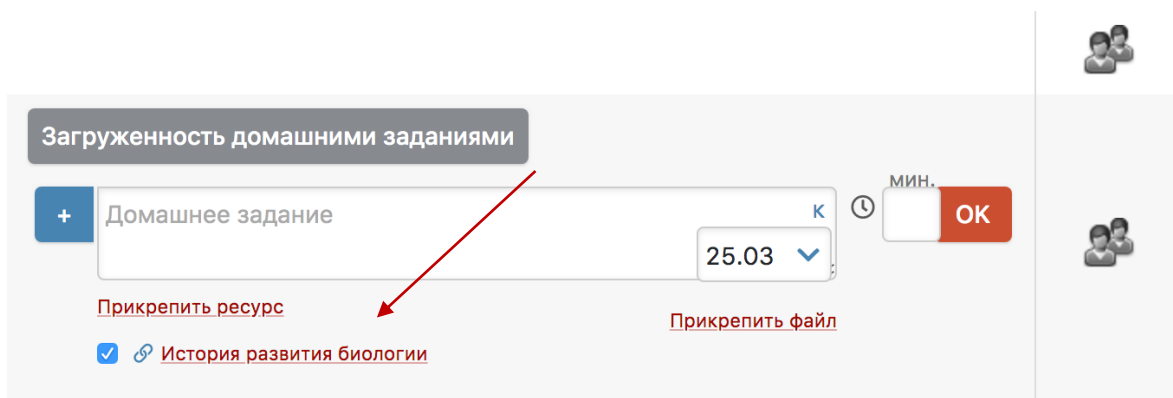 Загруженность домашними заданиями
мин.
+
Домашнее задание
к
OK
25.03
Прикрепить ресурс
Прикрепить файл
История развития биологии